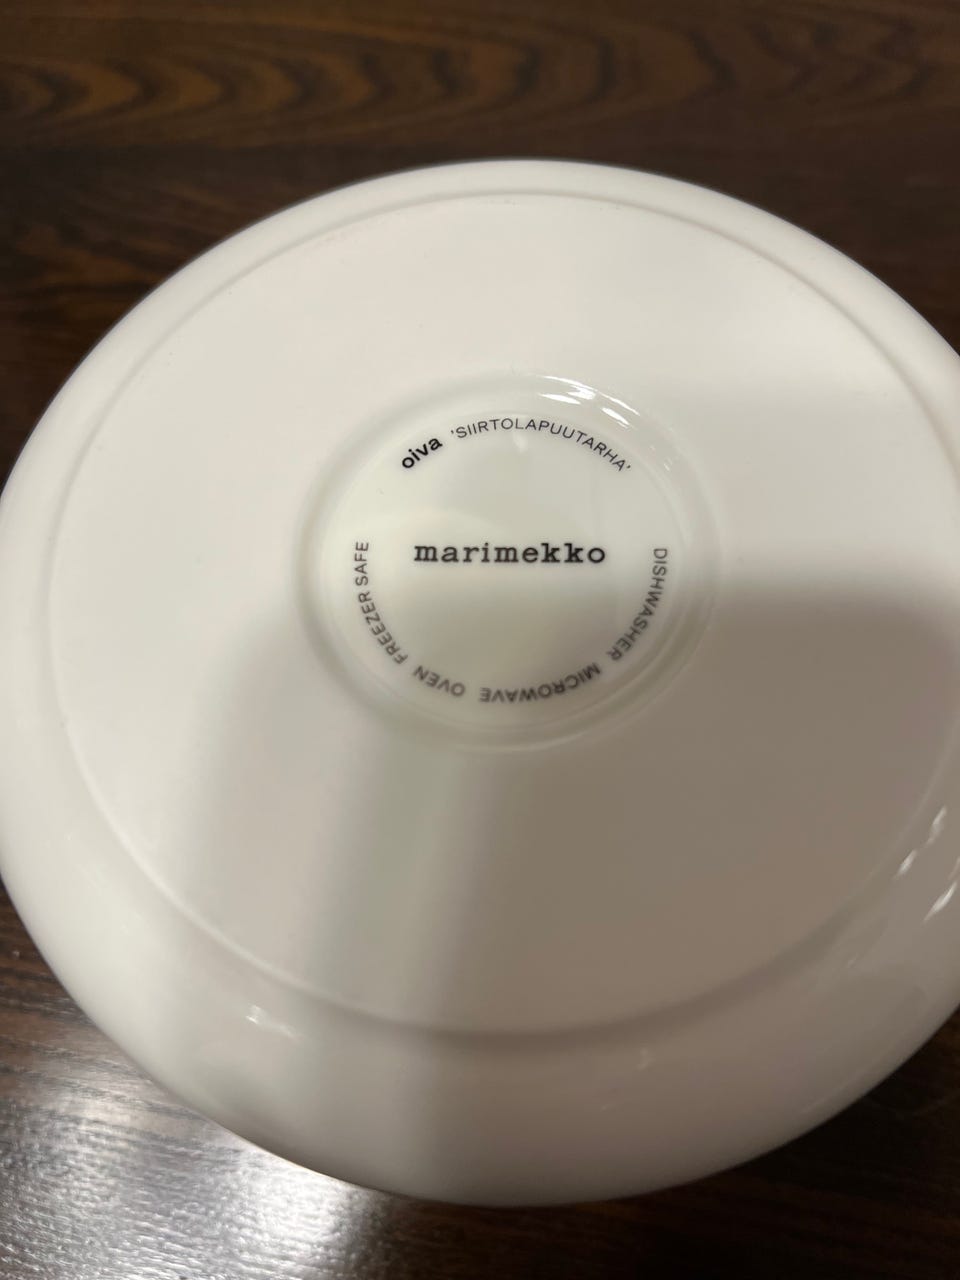 oiva 'SIIRTOLAPUUTARHA'
marimekko
DISHWASHER MICROWAVE OVEN FREEZER SAFE